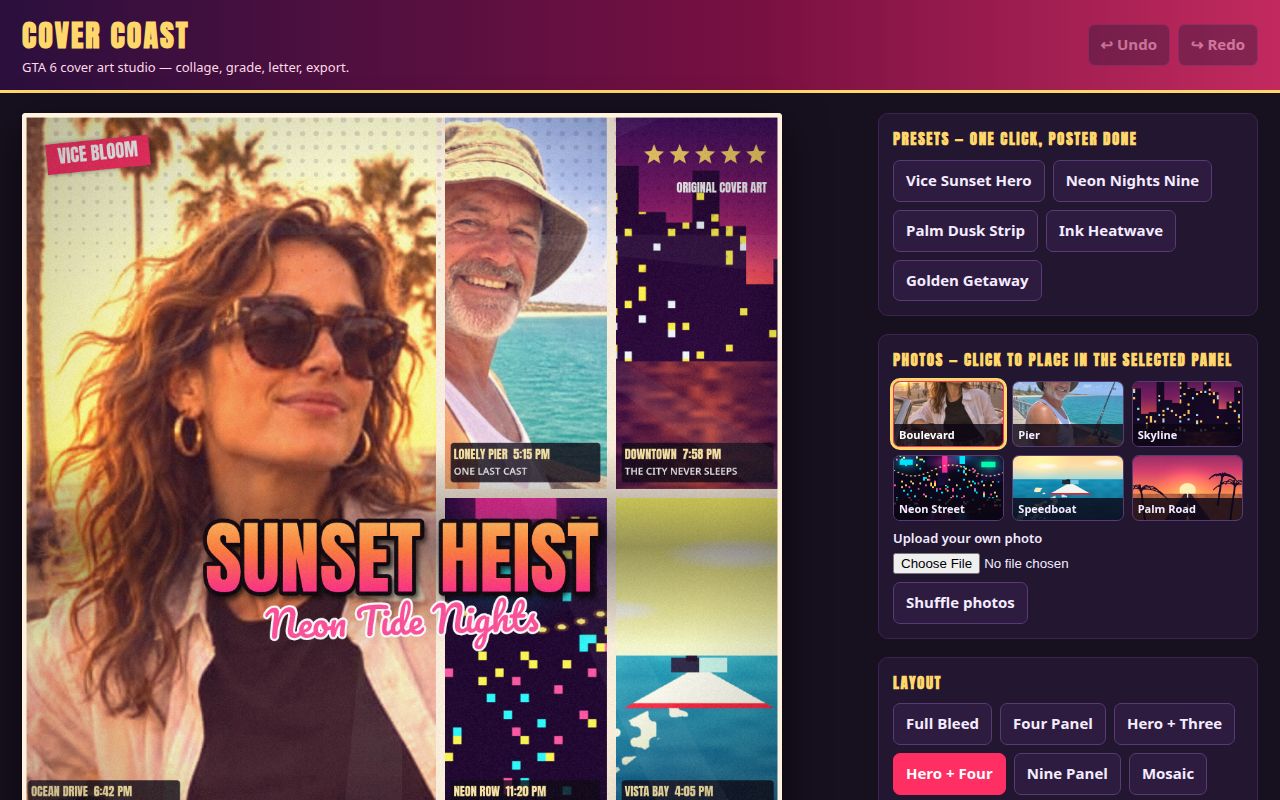 COVER COAST
GTA 6 cover art studio — collage, grade, letter, export.
↩ Undo
↪ Redo
VICE BLOOM
★★★★★
ORIGINAL COVER ART
LONELY PIER 5:15 PM
ONE LAST CAST
DOWNTOWN 7:58 PM
THE CITY NEVER SLEEPS
SUNSET HEIST
Neon Tide Nights
OCEAN DRIVE 6:42 PM
NEON ROW 11:20 PM
VISTA BAY 4:05 PM
PRESETS — ONE CLICK, POSTER DONE
Vice Sunset Hero
Neon Nights Nine
Palm Dusk Strip
Ink Heatwave
Golden Getaway
PHOTOS — CLICK TO PLACE IN THE SELECTED PANEL
Boulevard
Pier
Skyline
Neon Street
Speedboat
Palm Road
Upload your own photo
Choose File No file chosen
Shuffle photos
LAYOUT
Full Bleed
Four Panel
Hero + Three
Hero + Four
Nine Panel
Mosaic